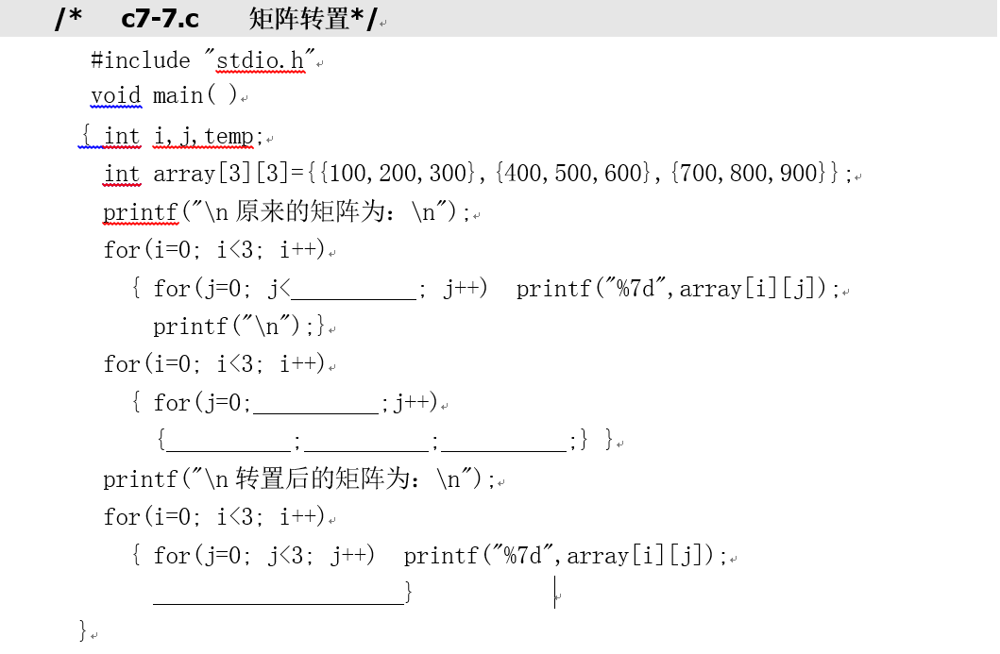 /* c7-7.c 矩阵转置*/
#include "stdio.h"
void main( )
{ int i,j,temp;
int array[3][3]={{100,200,300},{400,500,600},{700,800,900}};
printf("\n 原来的矩阵为：\n");
for(i=0; i<3; i++)
{ for(j=0; j<__________; j++) printf("%7d",array[i][j]);
printf("\n");}
for(i=0; i<3; i++)
{ for(j=0;__________;j++)
{__________;__________;__________;} }
printf("\n 转置后的矩阵为：\n");
for(i=0; i<3; i++)
{ for(j=0; j<3; j++) printf("%7d",array[i][j]);
____________________}
}